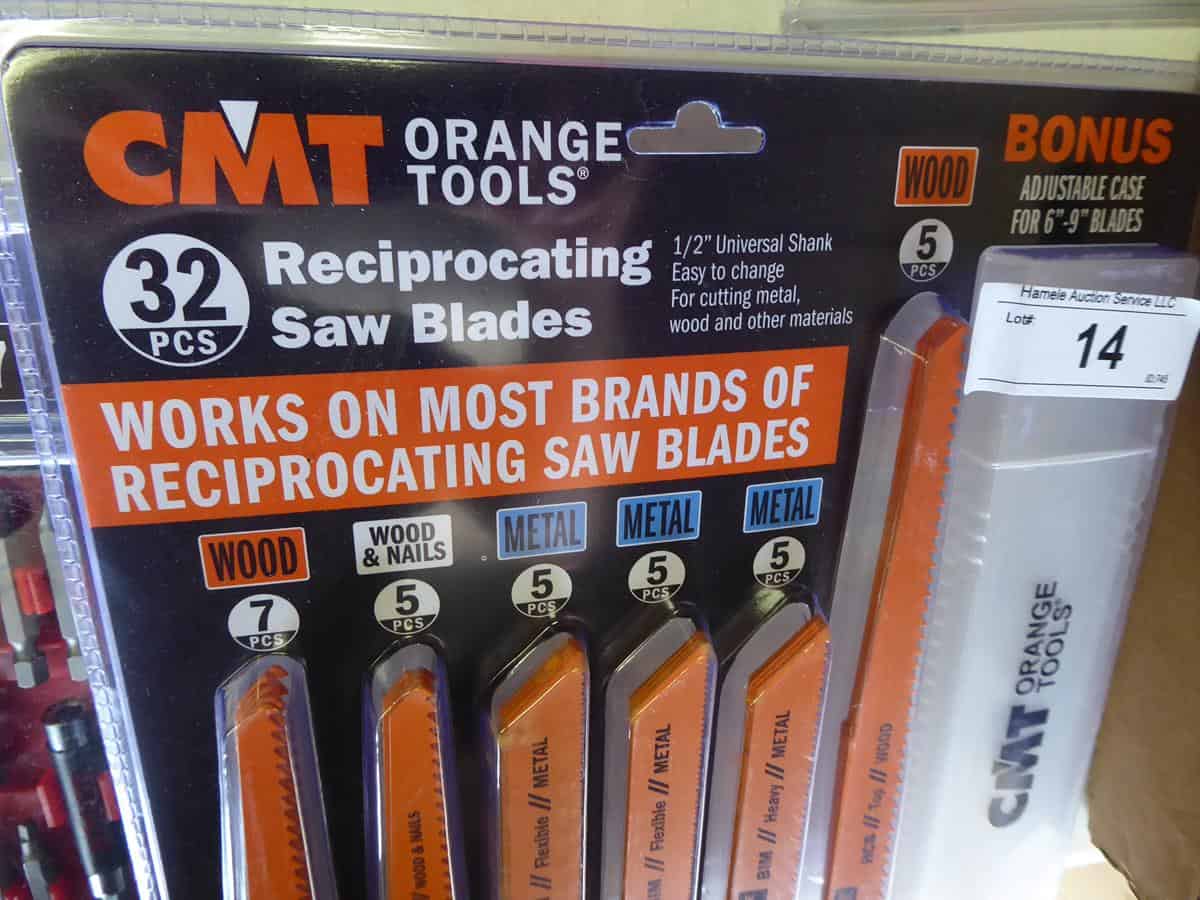 CMT ORANGE
TOOLS®
32
PCS
Reciprocating
Saw Blades
1/2" Universal Shank
Easy to change
For cutting metal,
wood and other materials
WORKS ON MOST BRANDS OF
RECIPROCATING SAW BLADES
BONUS
ADJUSTABLE CASE
FOR 6"-9" BLADES
WOOD
5
PCS
Hamele Auction Service LLC
Lot#:
14
WOOD
7
PCS
WOOD
& NAILS
5
PCS
METAL
5
PCS
METAL
5
PCS
METAL
5
PCS
WOOD & NAILS
// Flexible // METAL
// Flexible // METAL
BIM // Heavy // METAL
// Top // WOOD
CMT ORANGE
TOOLS®